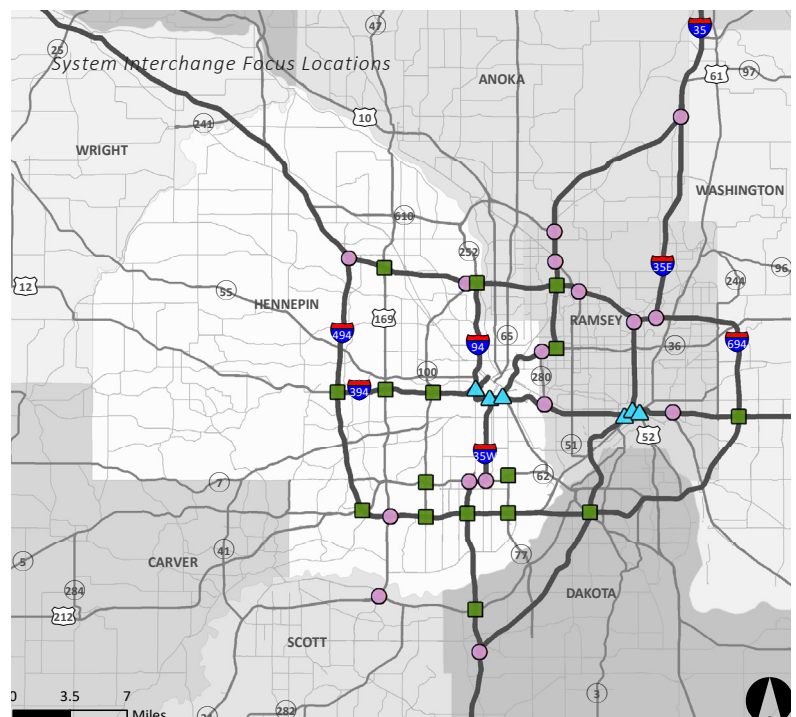 25
47
35
System Interchange Focus Locations
ANOKA
61
97
10
241
WRIGHT
WASHINGTON
610
252
35E
96
244
12
55
HENNEPIN
169
RAMSEY
494
65
94
36
694
100
280
394
52
51
35W
62
7
41
77
5
CARVER
284
DAKOTA
212
SCOTT
3
0 3.5 7
Miles
282